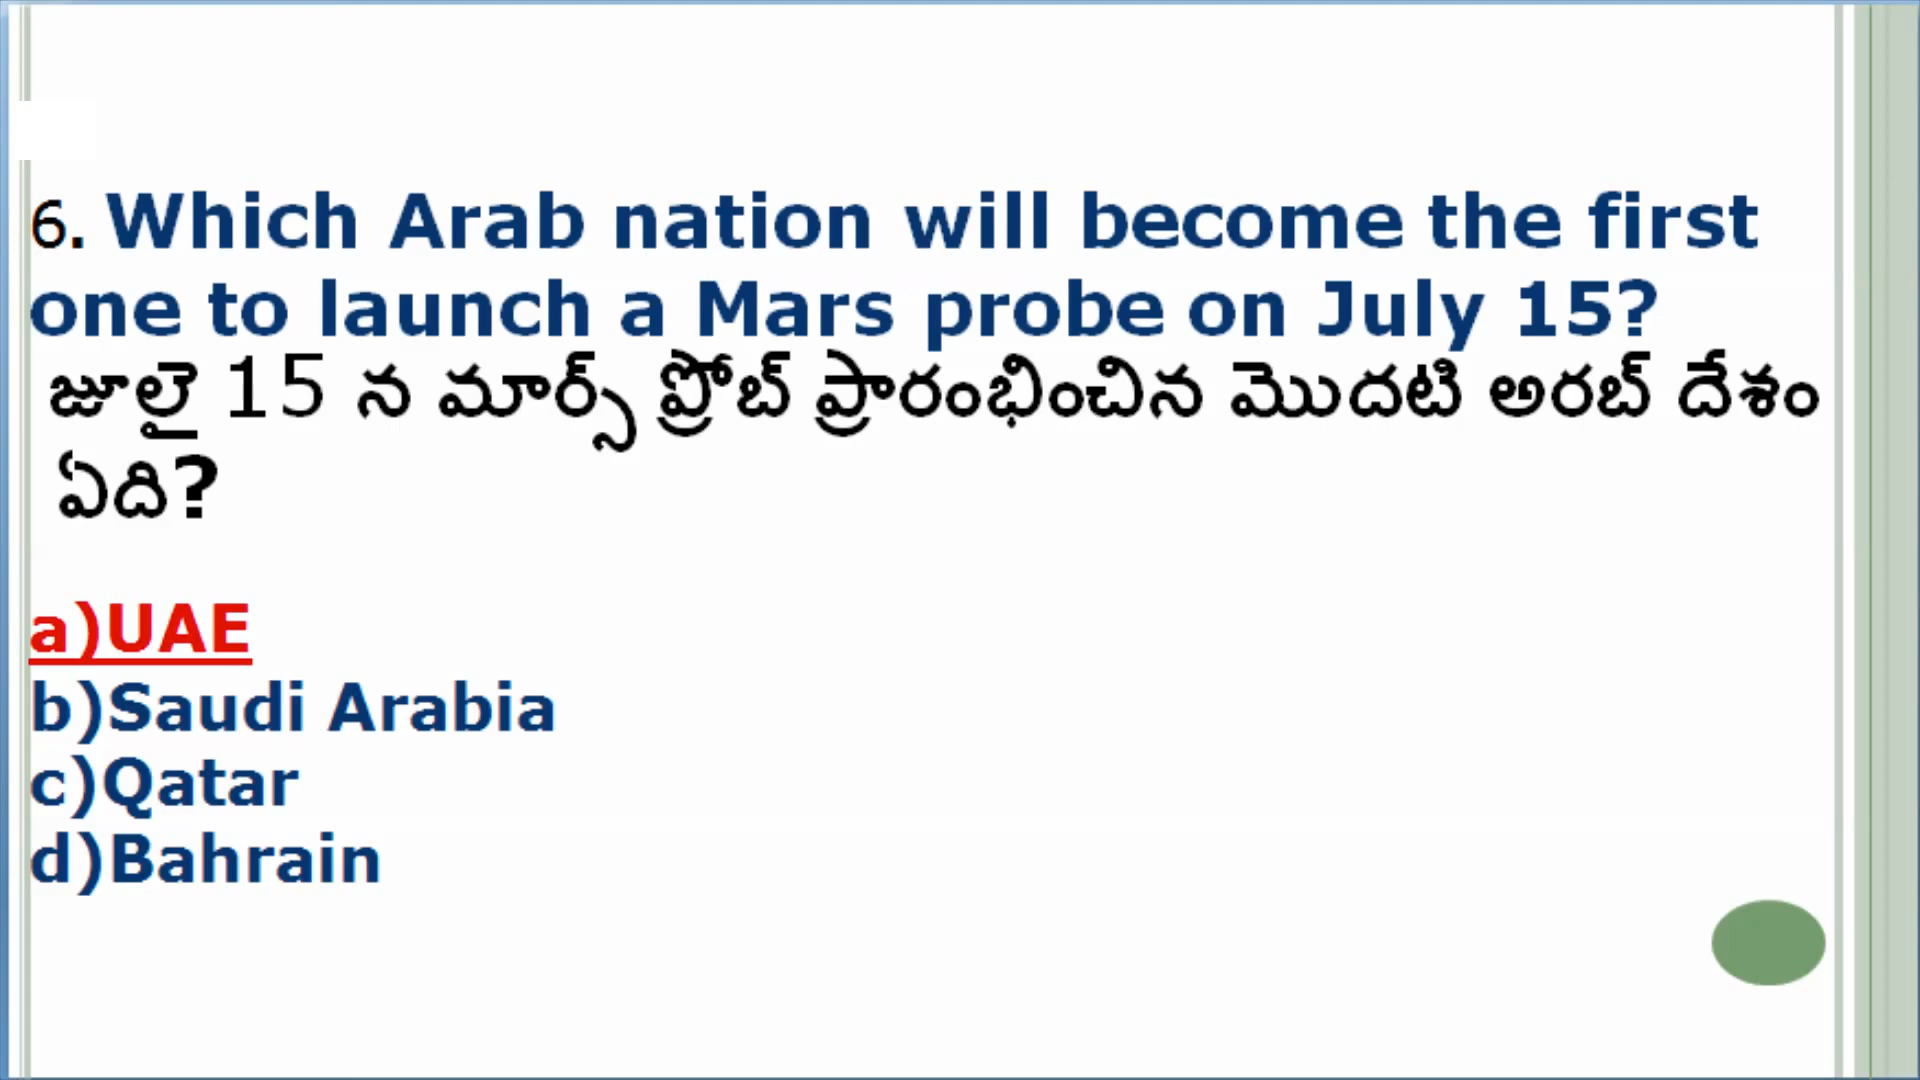 6. Which Arab nation will become the first
one to launch a Mars probe on July 15?
జూలై 15 న మార్స్ ప్రోబ్ ప్రారంభించిన మొదటి అరబ్ దేశం
ఏది?
a)UAE
b)Saudi Arabia
c)Qatar
d)Bahrain